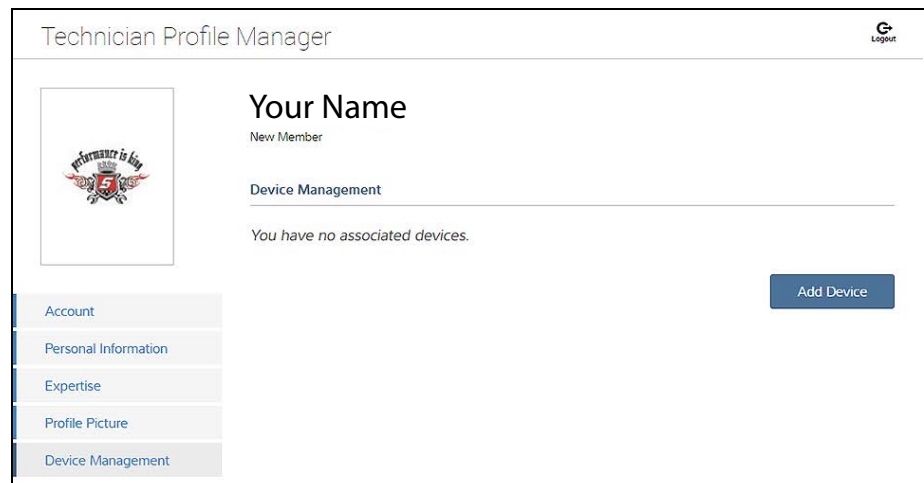 Technician Profile Manager
Logout
performance is king
S
Your Name
New Member
Device Management
You have no associated devices.
Add Device
Account
Personal Information
Expertise
Profile Picture
Device Management